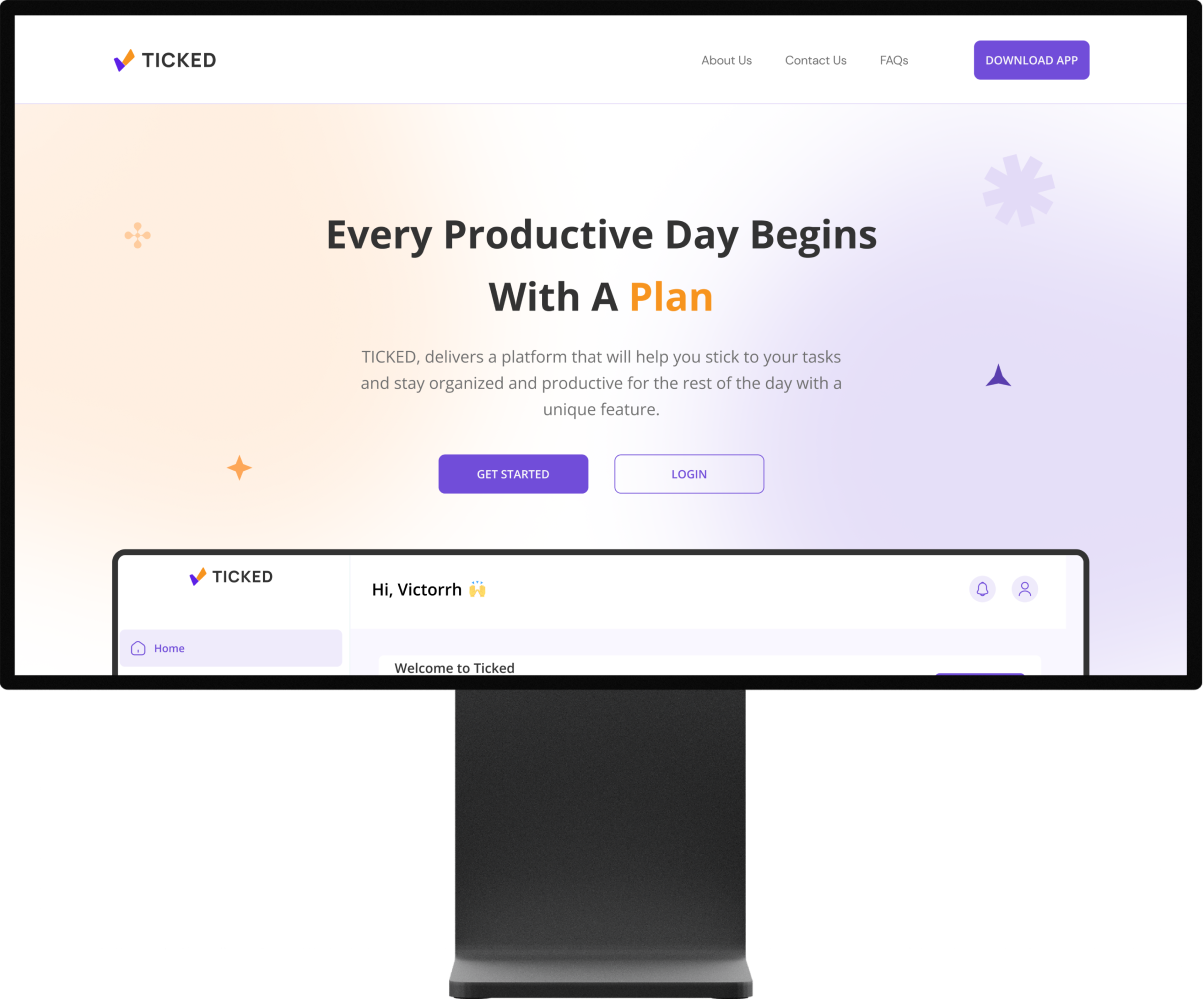 TICKED
About Us
Contact Us
FAQs
DOWNLOAD APP
Every Productive Day Begins
With A Plan
TICKED, delivers a platform that will help you stick to your tasks
and stay organized and productive for the rest of the day with a
unique feature.
GET STARTED
LOGIN
TICKED
Hi, Victorrh 🙌
Home
Welcome to Ticked